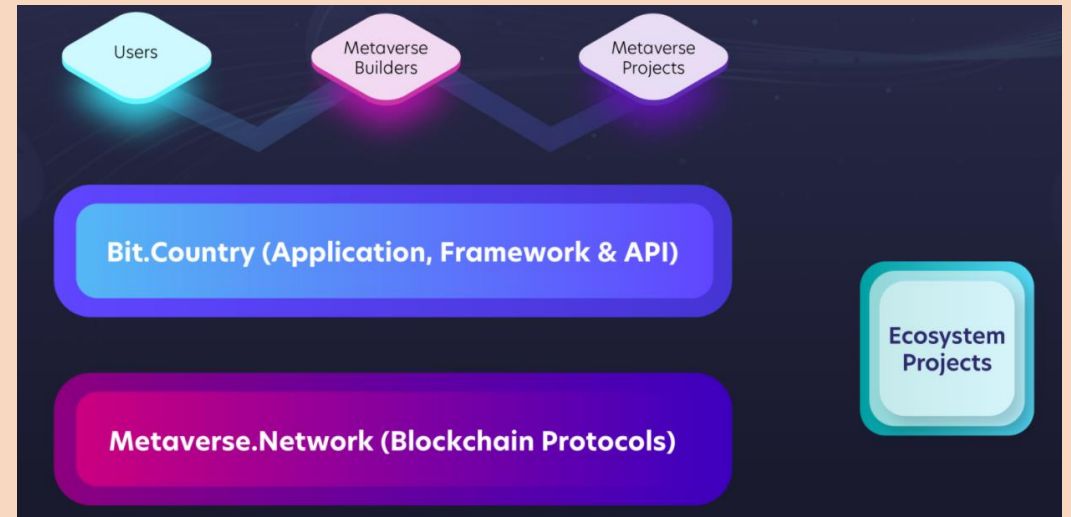 Users
Metaverse
Builders
Metaverse
Projects
Bit.Country (Application, Framework & API)
Ecosystem
Projects
Metaverse.Network (Blockchain Protocols)